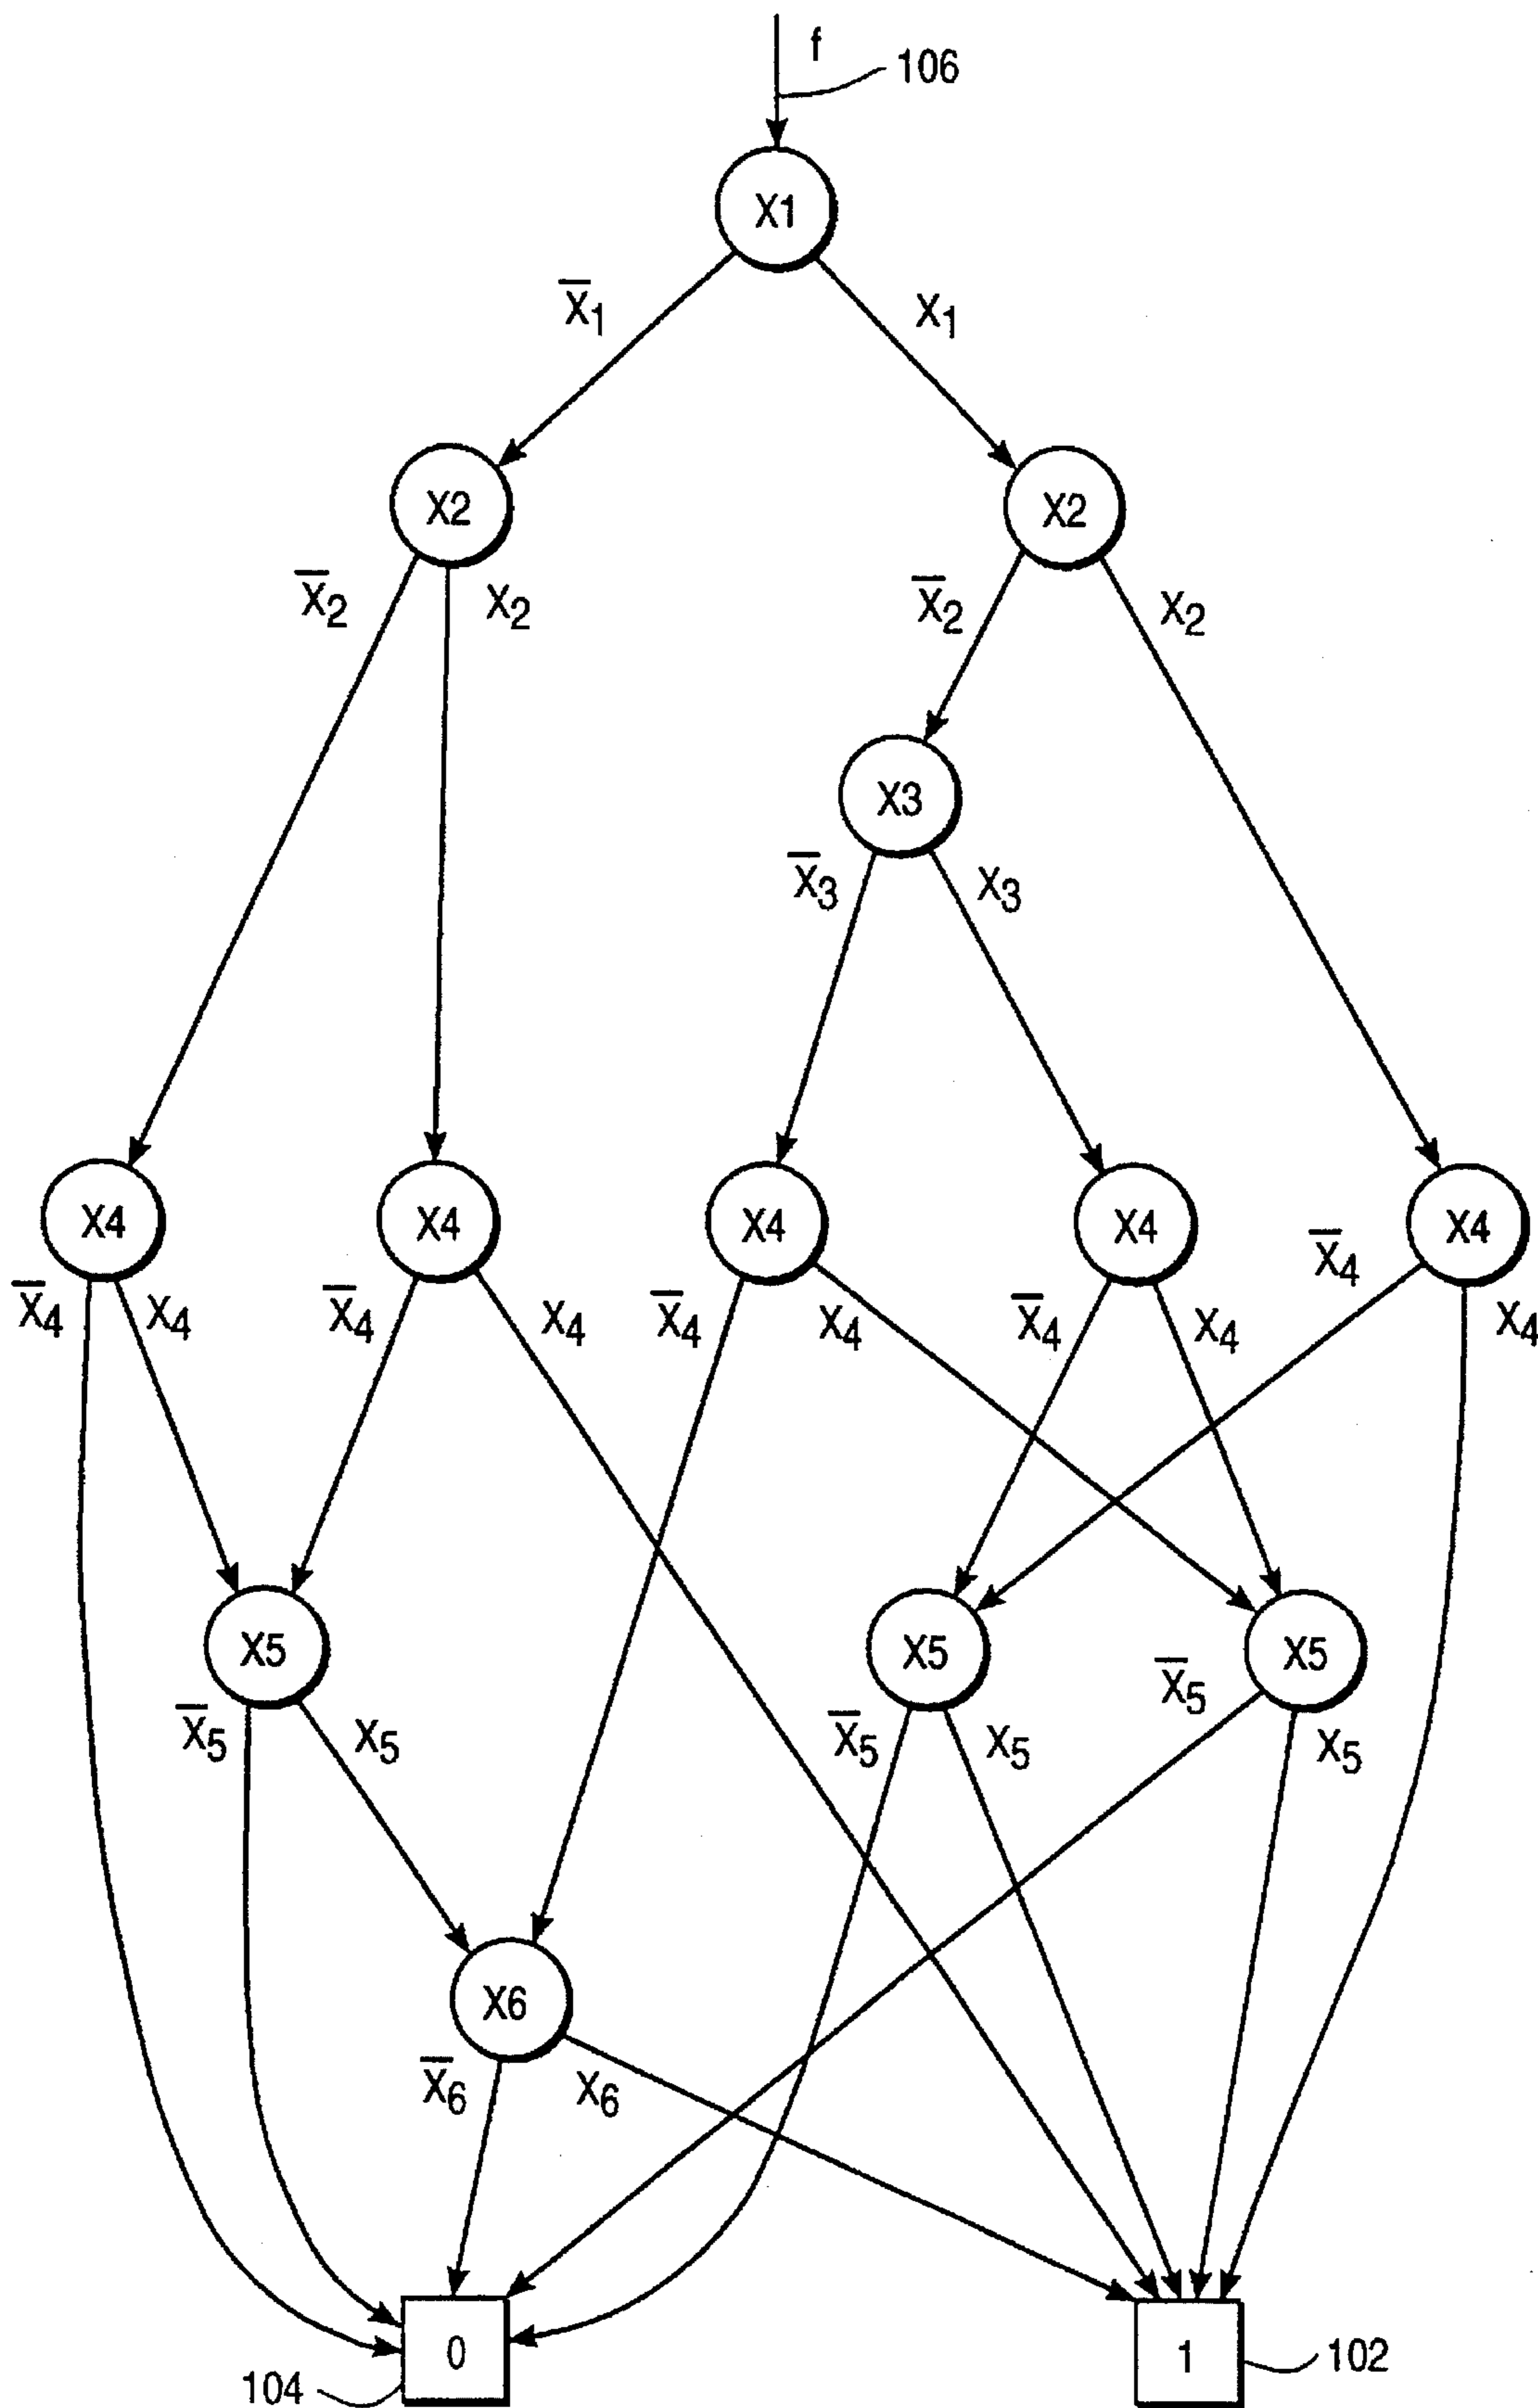 f
106
X1
X̅₁ X₁
X2 X2
X̅₂ X₂ X̅₂ X₂
X3
X̅₃ X₃
X4 X4 X4 X4 X4
X̅₄ X₄ X̅₄ X₄ X̅₄ X₄ X̅₄ X₄ X̅₄ X₄
X5 X5 X5
X̅₅ X₅ X̅₅ X₅ X̅₅ X₅
X6
X̅₆ X₆
0 1
104 102